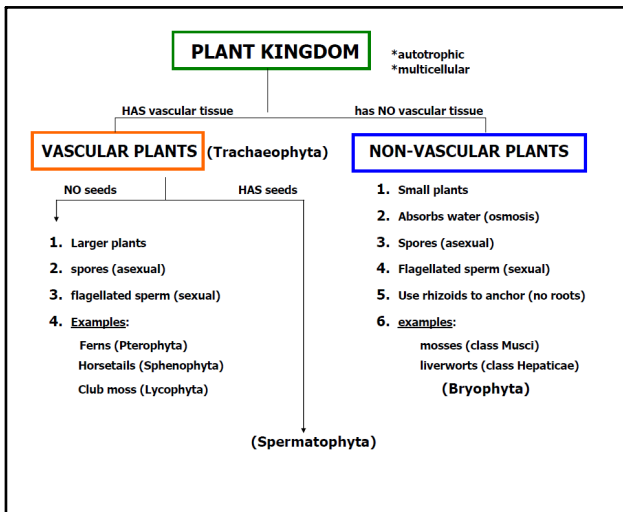 PLANT KINGDOM
*autotrophic
*multicellular
HAS vascular tissue
has NO vascular tissue
VASCULAR PLANTS (Trachaeophyta)
NO seeds
HAS seeds
1. Larger plants
2. spores (asexual)
3. flagellated sperm (sexual)
4. Examples:
Ferns (Pterophyta)
Horsetails (Sphenophyta)
Club moss (Lycophyta)
(Spermatophyta)
NON-VASCULAR PLANTS
1. Small plants
2. Absorbs water (osmosis)
3. Spores (asexual)
4. Flagellated sperm (sexual)
5. Use rhizoids to anchor (no roots)
6. examples:
mosses (class Musci)
liverworts (class Hepaticae)
(Bryophyta)